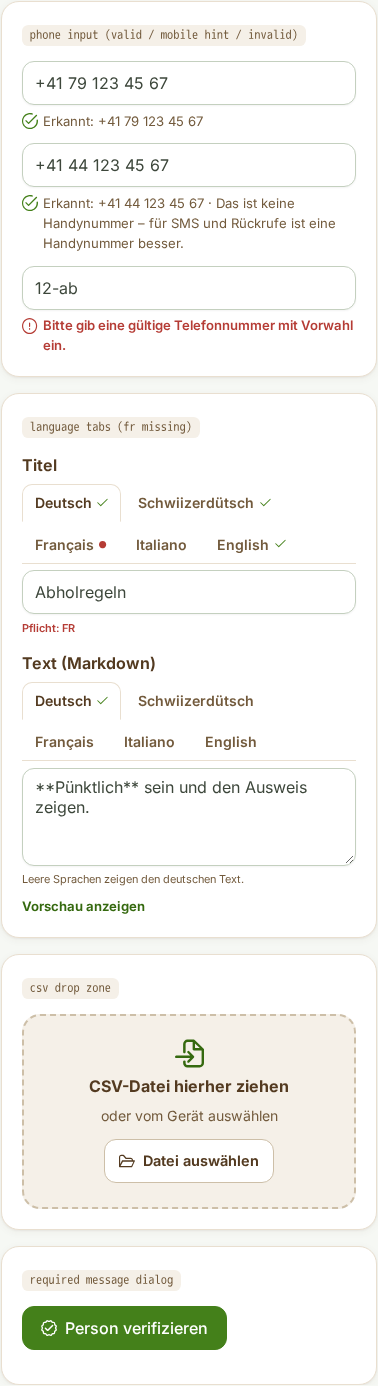 phone input (valid / mobile hint / invalid)
+41 79 123 45 67
Erkannt: +41 79 123 45 67
+41 44 123 45 67
Erkannt: +41 44 123 45 67 · Das ist keine
Handynummer – für SMS und Rückrufe ist eine
Handynummer besser.
12-ab
Bitte gib eine gültige Telefonnummer mit Vorwahl
ein.
language tabs (fr missing)
Titel
Deutsch Schwiizerdütsch
Français Italiano English
Abholregeln
Pflicht: FR
Text (Markdown)
Deutsch Schwiizerdütsch
Français Italiano English
**Pünktlich** sein und den Ausweis
zeigen.
Leere Sprachen zeigen den deutschen Text.
Vorschau anzeigen
csv drop zone
CSV-Datei hierher ziehen
oder vom Gerät auswählen
Datei auswählen
required message dialog
Person verifizieren